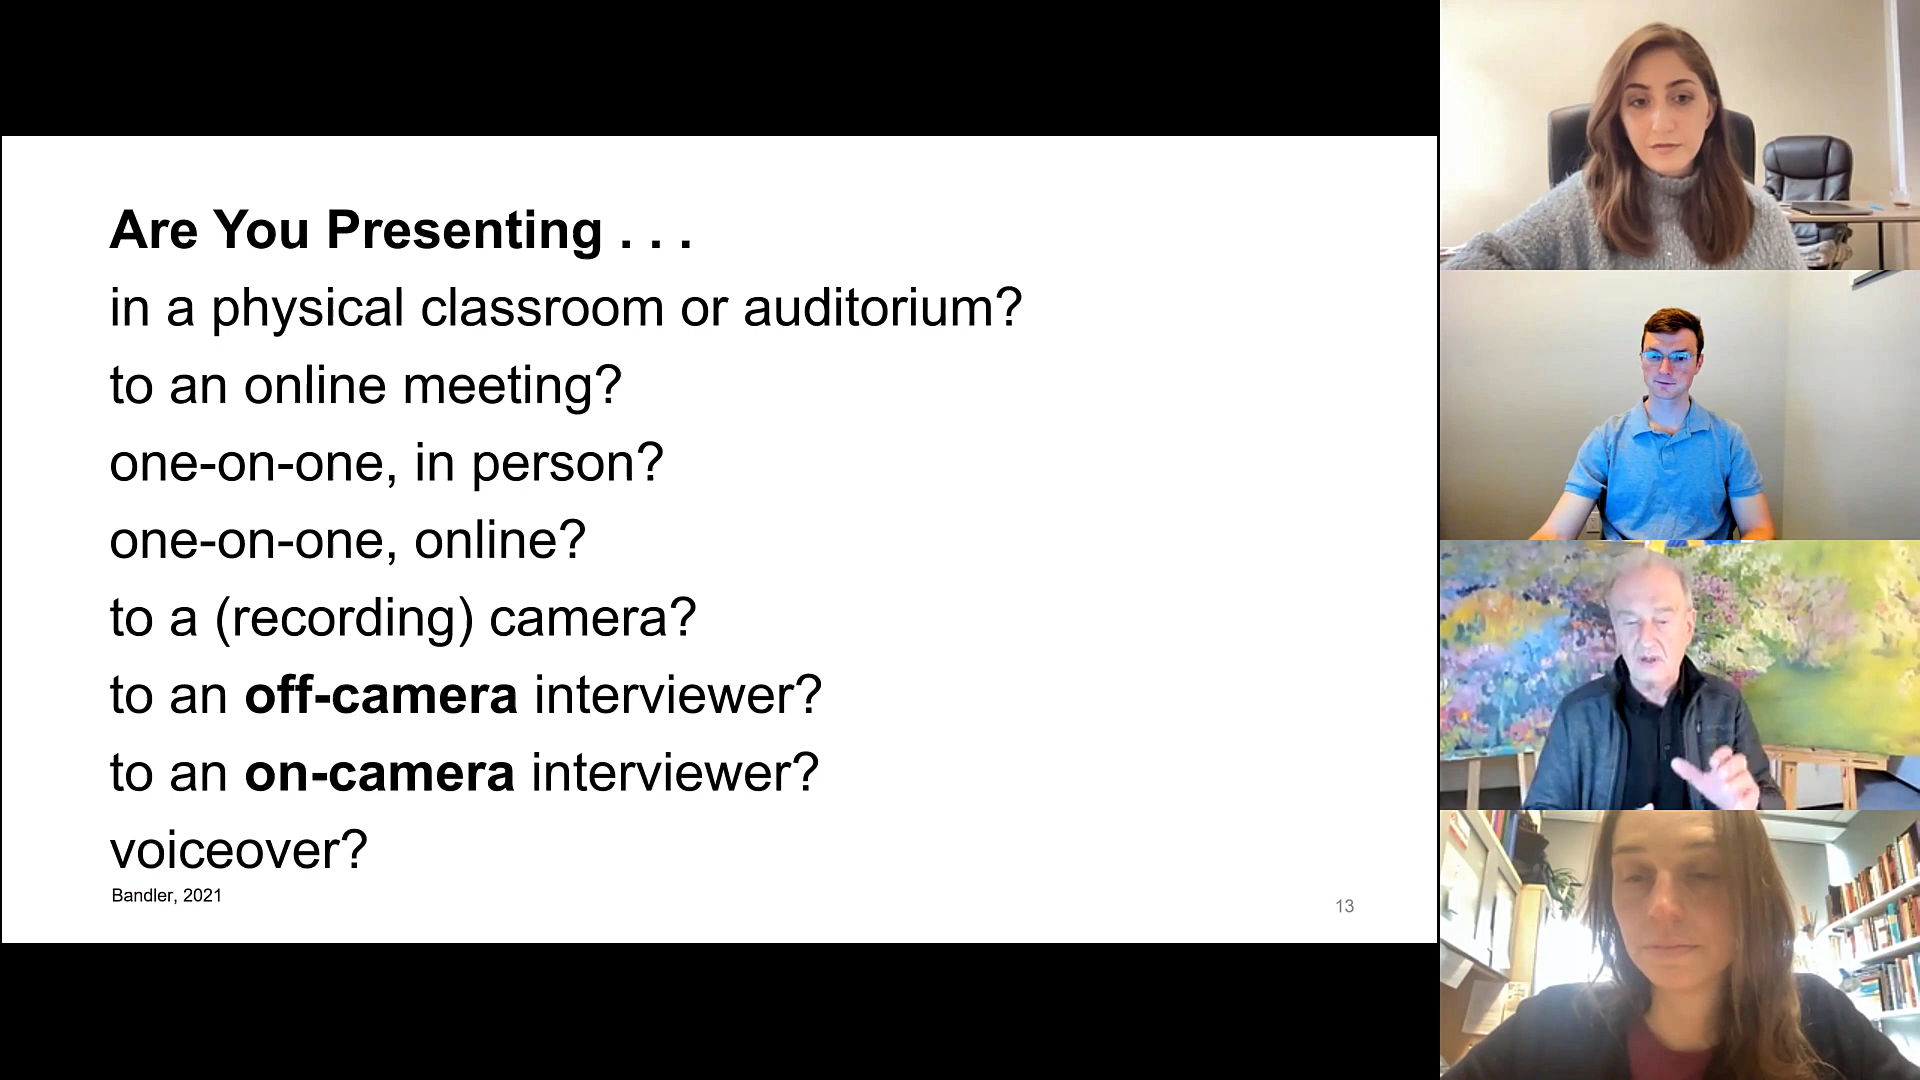 Are You Presenting . . .
in a physical classroom or auditorium?
to an online meeting?
one-on-one, in person?
one-on-one, online?
to a (recording) camera?
to an off-camera interviewer?
to an on-camera interviewer?
voiceover?
Bandler, 2021
13